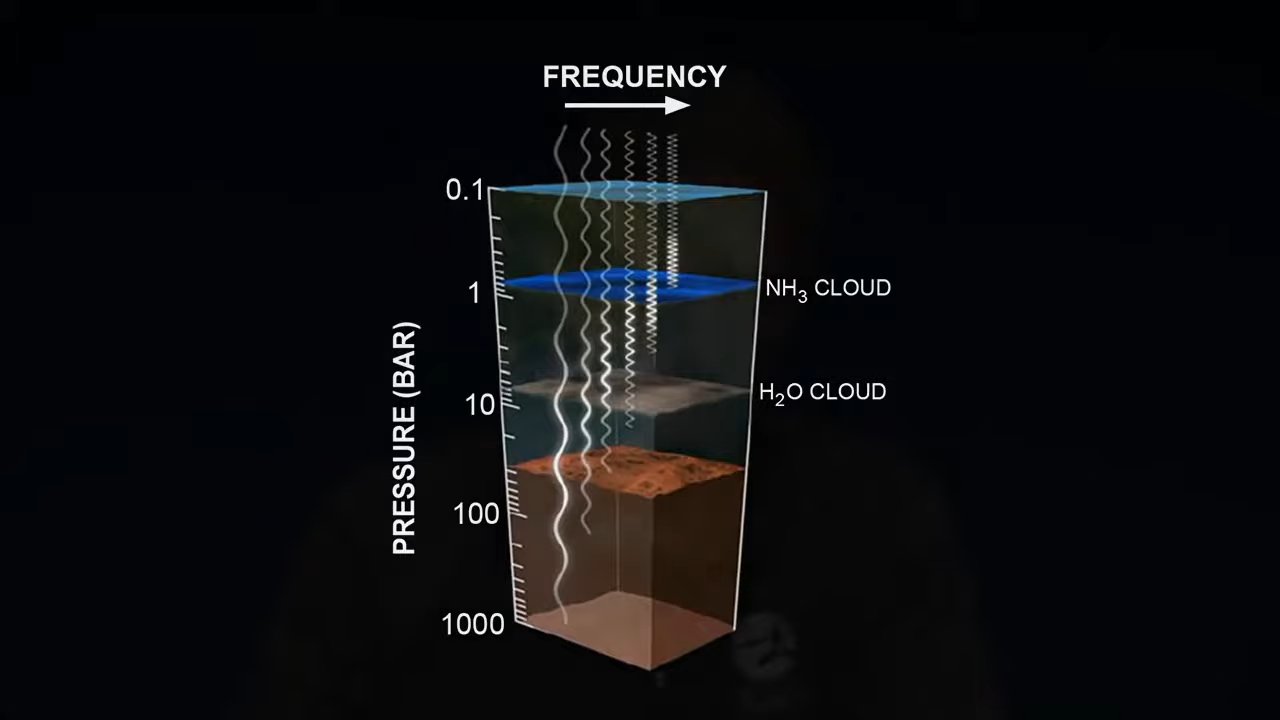 FREQUENCY
0.1
1
NH₃ CLOUD
H₂O CLOUD
10
PRESSURE (BAR)
100
1000